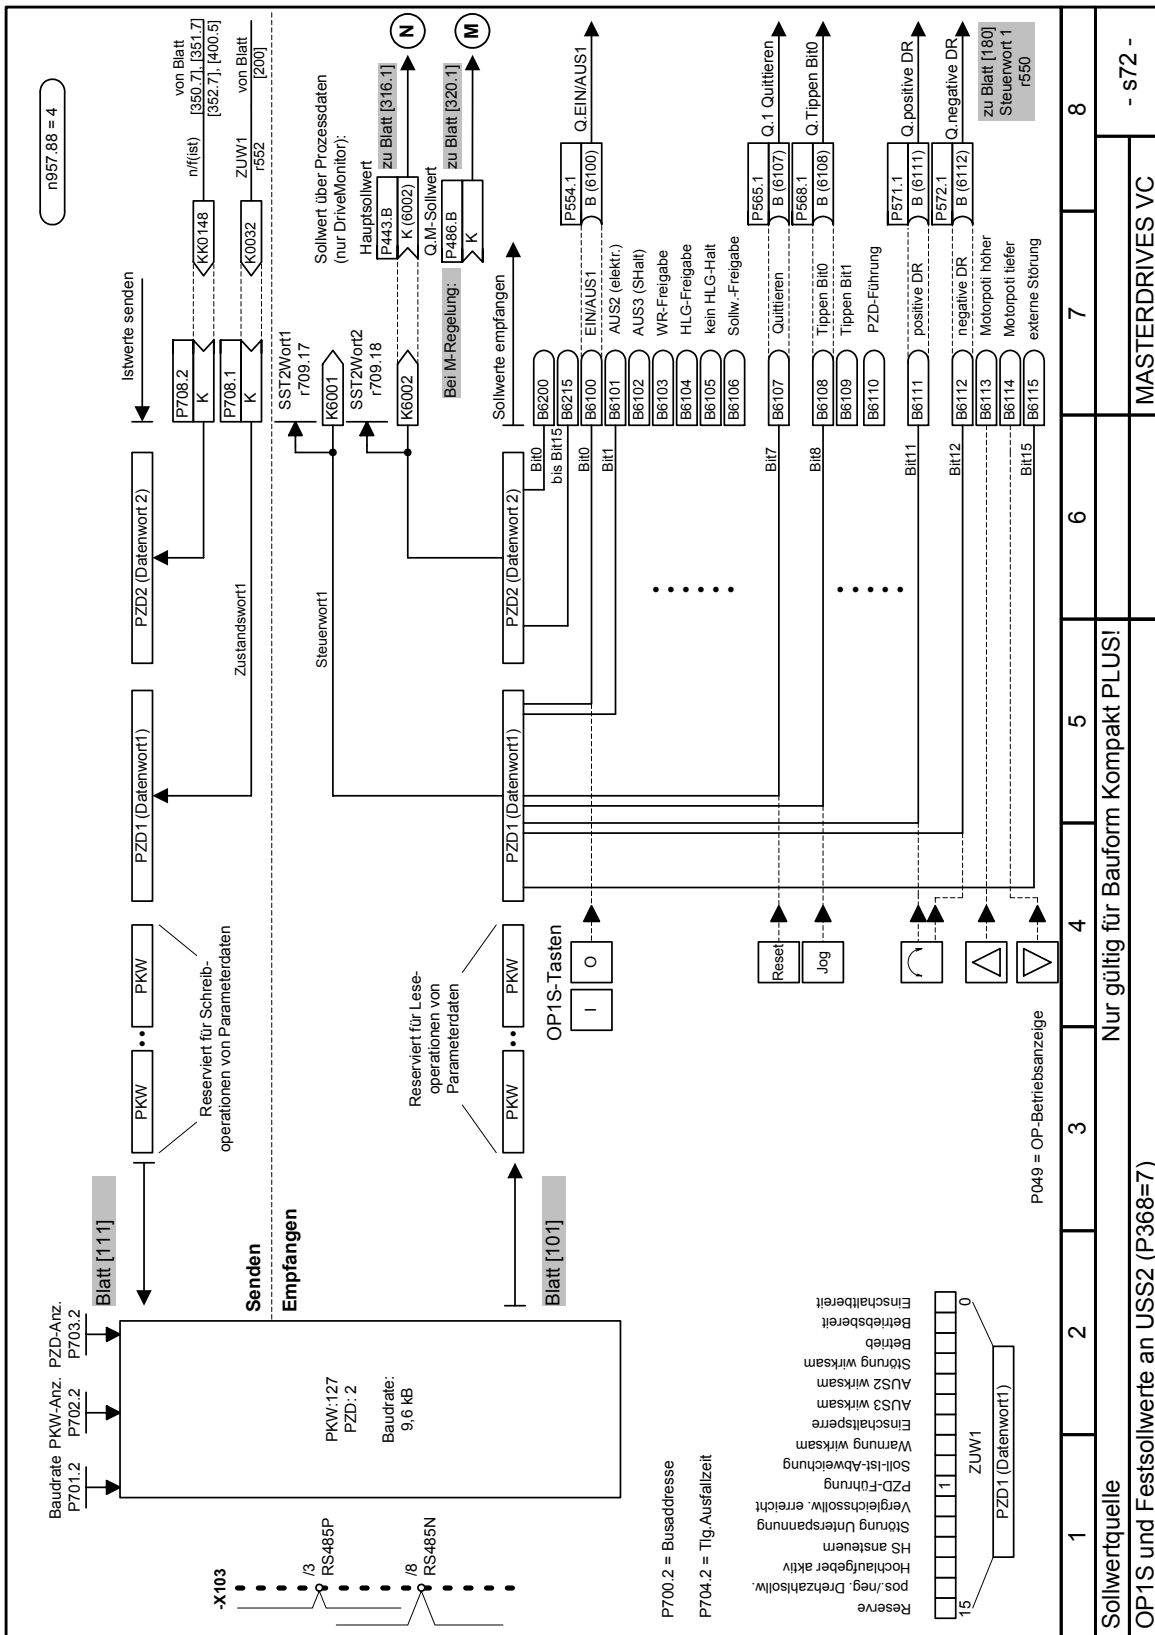 n957.88 = 4
Baudrate
P701.2
PKW-Anz.
P702.2
PZD-Anz.
P703.2
Blatt [111]
PKW
PKW
Reserviert für Schreib-
operationen von Parameterdaten
PZD1 (Datenwort1)
PZD2 (Datenwort 2)
Istwerte senden
P708.2
K
KK0148
n/f(ist)
von Blatt
[350.7], [351.7]
[352.7], [400.5]
P708.1
K
K0032
ZUW1
r552
von Blatt
[200]
Zustandswort1
Senden
Empfangen
PKW:127
PZD: 2
Baudrate:
9,6 kB
-X103
/3
RS485P
/8
RS485N
Steuerwort1
SST2Wort1
r709.17
K6001
SST2Wort2
r709.18
K6002
Sollwert über Prozessdaten
(nur DriveMonitor):
Hauptsollwert
P443.B
K (6002)
zu Blatt [316.1]
N
Bei M-Regelung:
Q.M-Sollwert
P486.B
K
zu Blatt [320.1]
M
Reserviert für Lese-
operationen von
Parameterdaten
Blatt [101]
PKW
PKW
PZD1 (Datenwort1)
PZD2 (Datenwort 2)
Sollwerte empfangen
Bit0
B6200
bis Bit15
B6215
Bit0
B6100
EIN/AUS1
P554.1
B (6100)
Q.EIN/AUS1
Bit1
B6101
AUS2 (elektr.)
B6102
AUS3 (SHalt)
B6103
WR-Freigabe
B6104
HLG-Freigabe
B6105
kein HLG-Halt
B6106
Sollw.-Freigabe
Bit7
B6107
Quittieren
P565.1
B (6107)
Q.1 Quittieren
Bit8
B6108
Tippen Bit0
P568.1
B (6108)
Q.Tippen Bit0
B6109
Tippen Bit1
B6110
PZD-Führung
Bit11
B6111
positive DR
P571.1
B (6111)
Q.positive DR
Bit12
B6112
negative DR
P572.1
B (6112)
Q.negative DR
B6113
Motorpoti höher
B6114
Motorpoti tiefer
Bit15
B6115
externe Störung
zu Blatt [180]
Steuerwort 1
r550
OP1S-Tasten
I
O
Reset
Jog
P049 = OP-Betriebsanzeige
P700.2 = Busaddresse
P704.2 = Tlg.Ausfallzeit
Einschaltbereit
Betriebsbereit
Betrieb
Störung wirksam
AUS2 wirksam
AUS3 wirksam
Einschaltsperre
Warnung wirksam
Soll-Ist-Abweichung
PZD-Führung
Vergleichssollw. erreicht
Störung Unterspannung
HS ansteuern
Hochlaufgeber aktiv
pos./neg. Drehzahlsollw.
Reserve
1
15
0
ZUW1
PZD1 (Datenwort1)
1
2
3
4
5
6
7
8
Sollwertquelle
Nur gültig für Bauform Kompakt PLUS!
OP1S und Festsollwerte an USS2 (P368=7)
MASTERDRIVES VC
- s72 -